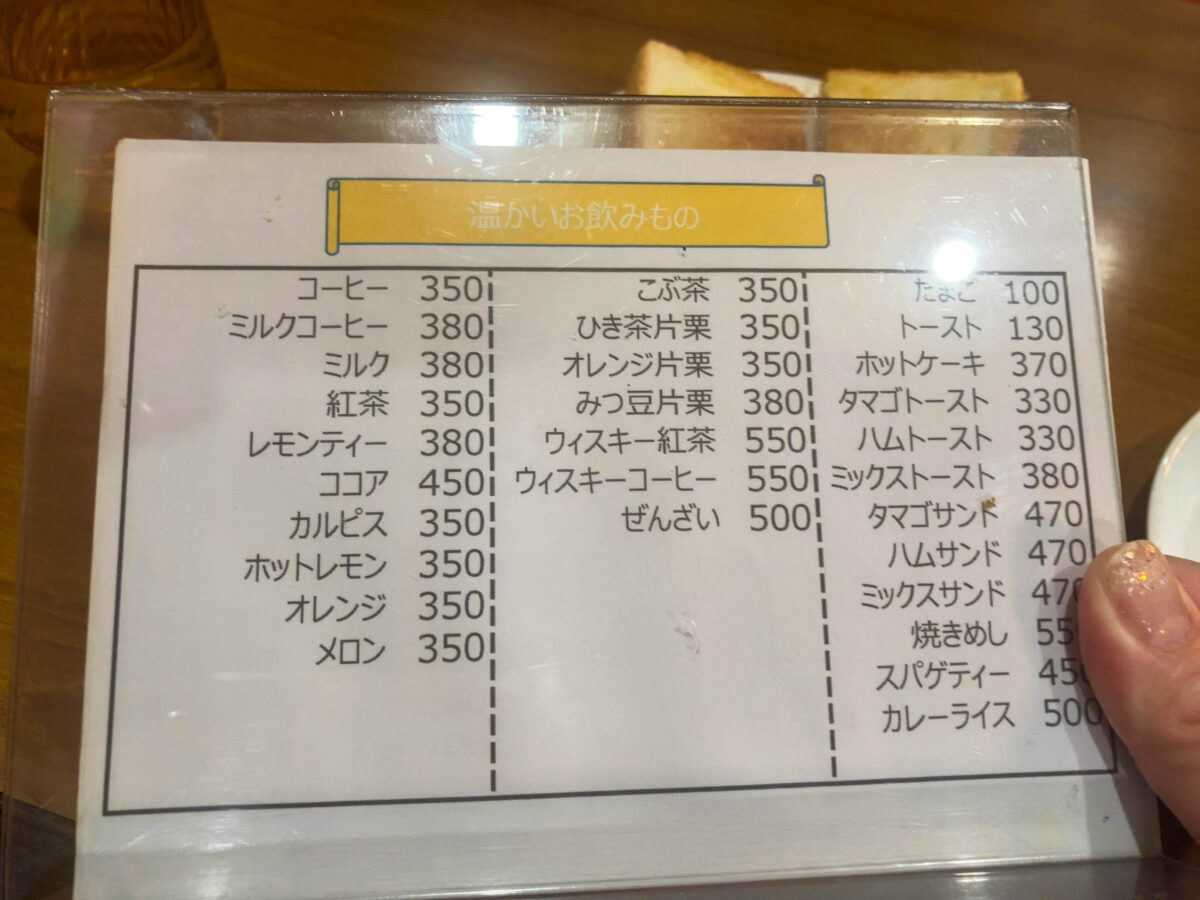 温かいお飲みもの
コーヒー 350
ミルクコーヒー 380
ミルク 380
紅茶 350
レモンティー 380
ココア 450
カルピス 350
ホットレモン 350
オレンジ 350
メロン 350
こぶ茶 350
ひき茶片栗 350
オレンジ片栗 350
みつ豆片栗 380
ウィスキー紅茶 550
ウィスキーコーヒー 550
ぜんざい 500
たまご 100
トースト 130
ホットケーキ 370
タマゴトースト 330
ハムトースト 330
ミックストースト 380
タマゴサンド 470
ハムサンド 470
ミックスサンド 470
焼きめし 550
スパゲティー 450
カレーライス 500